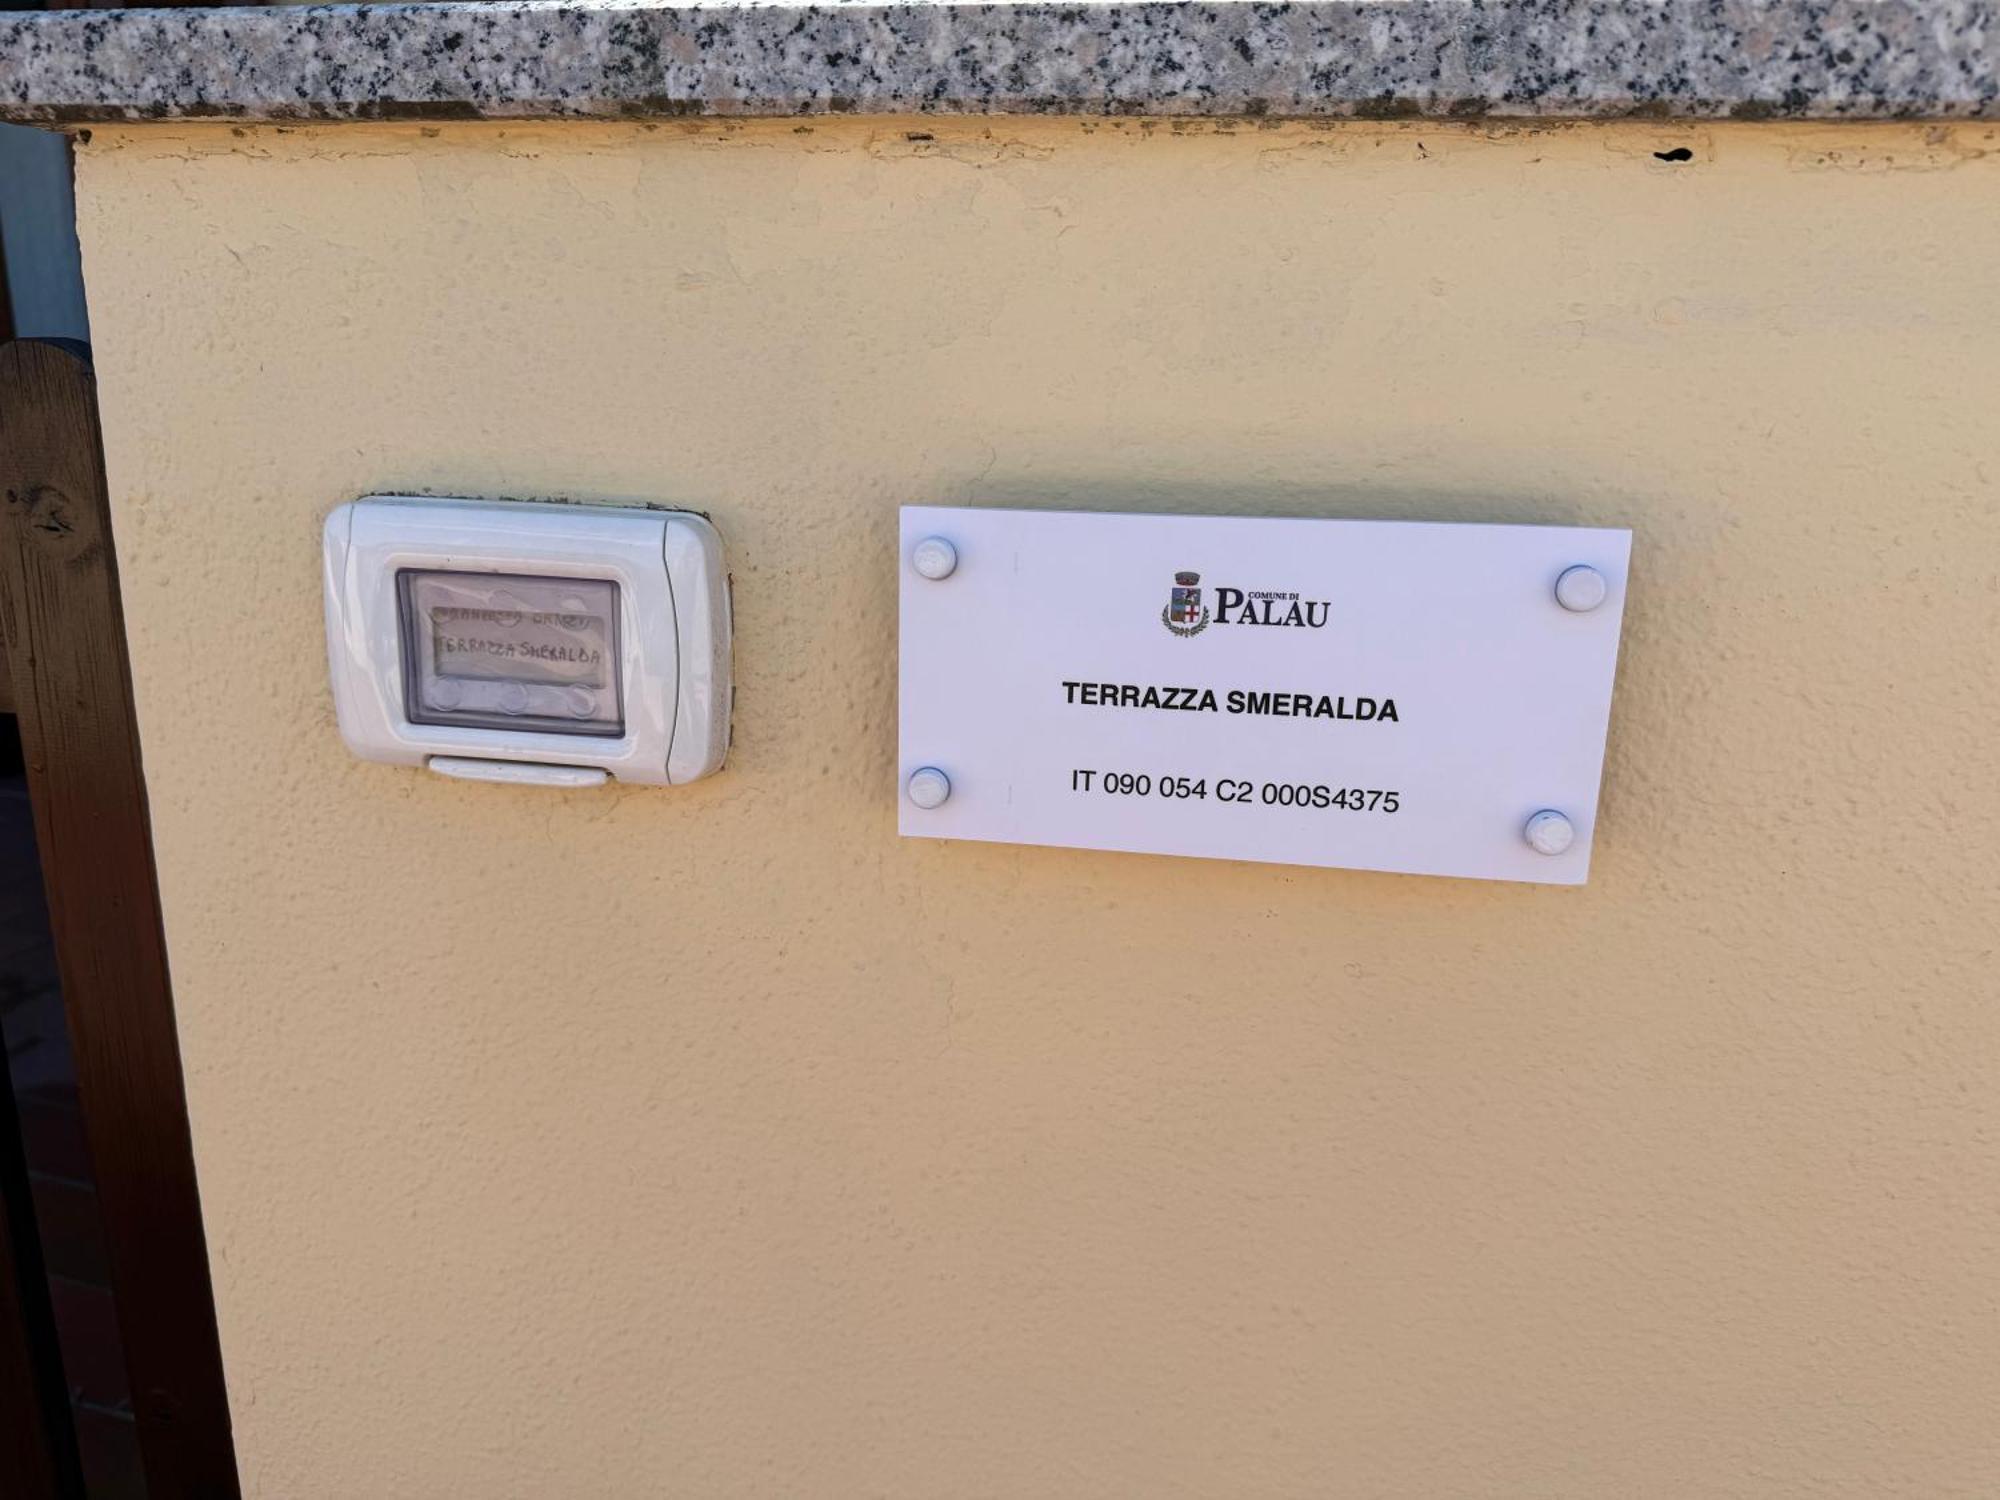 TERRAZZA SMERALDA
COMUNE DI
PALAU
TERRAZZA SMERALDA
IT 090 054 C2 000S4375